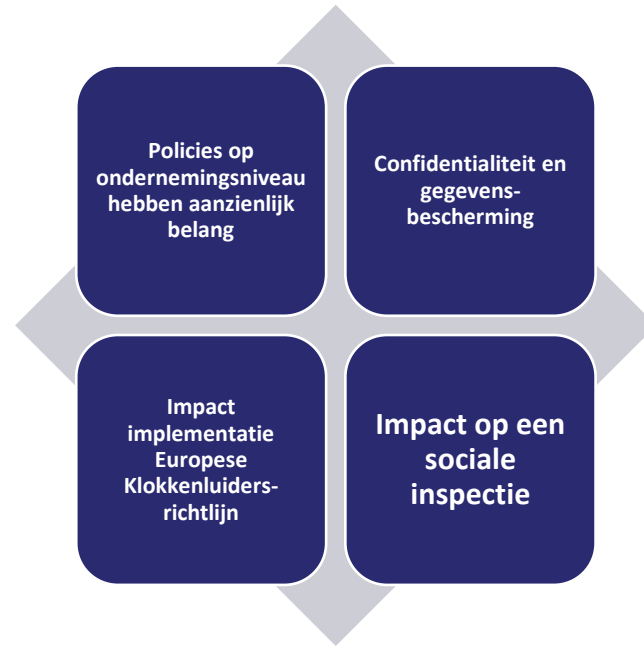 Policies op
ondernemingsniveau
hebben aanzienlijk
belang
Confidentialiteit en
gegevens-
bescherming
Impact
implementatie
Europese
Klokkenluiders-
richtlijn
Impact op een
sociale
inspectie